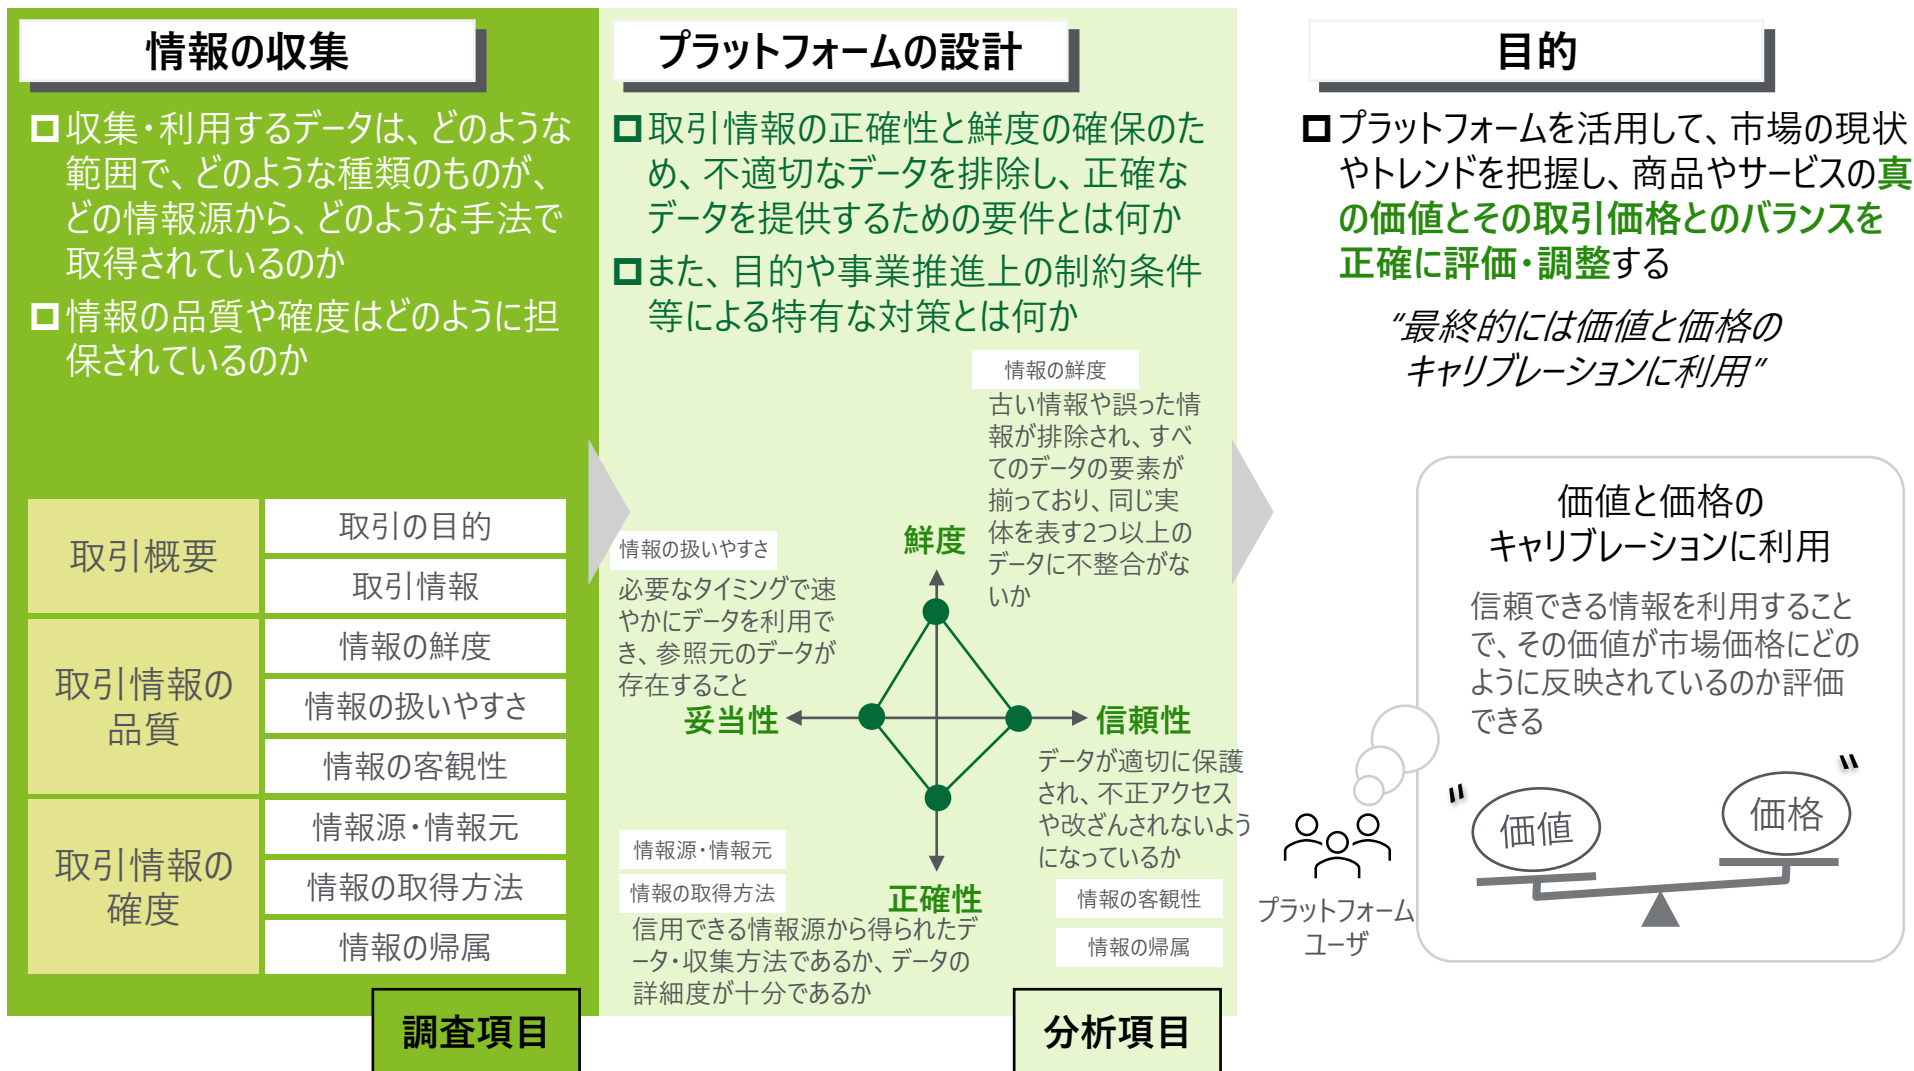 情報の収集
収集・利用するデータは、どのような
範囲で、どのような種類のものが、
どの情報源から、どのような手法で
取得されているのか
情報の品質や確度はどのように担
保されているのか
取引概要
取引の目的
取引情報
取引情報の
品質
情報の鮮度
情報の扱いやすさ
情報の客観性
取引情報の
確度
情報源・情報元
情報の取得方法
情報の帰属
調査項目
プラットフォームの設計
取引情報の正確性と鮮度の確保のた
め、不適切なデータを排除し、正確な
データを提供するための要件とは何か
また、目的や事業推進上の制約条件
等による特有な対策とは何か
情報の鮮度
古い情報や誤った情
報が排除され、すべ
てのデータの要素が
揃っており、同じ実
体を表す2つ以上の
データに不整合がな
いか
鮮度
情報の扱いやすさ
必要なタイミングで速
やかにデータを利用で
き、参照元のデータが
存在すること
妥当性
信頼性
データが適切に保護
され、不正アクセス
や改ざんされないよう
になっているか
情報の客観性
情報の帰属
情報源・情報元
情報の取得方法
正確性
信用できる情報源から得られたデ
ータ・収集方法であるか、データの
詳細度が十分であるか
分析項目
目的
プラットフォームを活用して、市場の現状
やトレンドを把握し、商品やサービスの真
の価値とその取引価格とのバランスを
正確に評価・調整する
“最終的には価値と価格の
キャリブレーションに利用”
価値と価格の
キャリブレーションに利用
信頼できる情報を利用すること
で、その価値が市場価格にどの
ように反映されているのか評価
できる
“価値
価格”
プラットフォーム
ユーザ